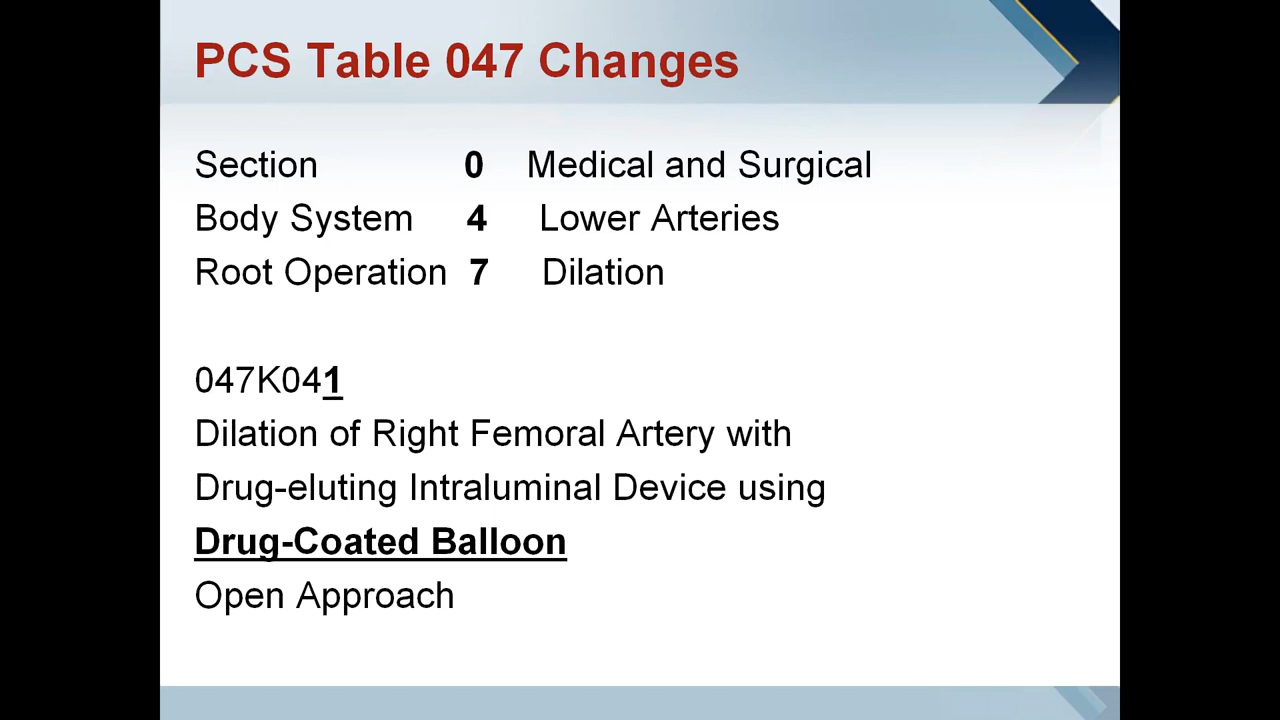 PCS Table 047 Changes
Section 0 Medical and Surgical
Body System 4 Lower Arteries
Root Operation 7 Dilation
047K041
Dilation of Right Femoral Artery with
Drug-eluting Intraluminal Device using
Drug-Coated Balloon
Open Approach